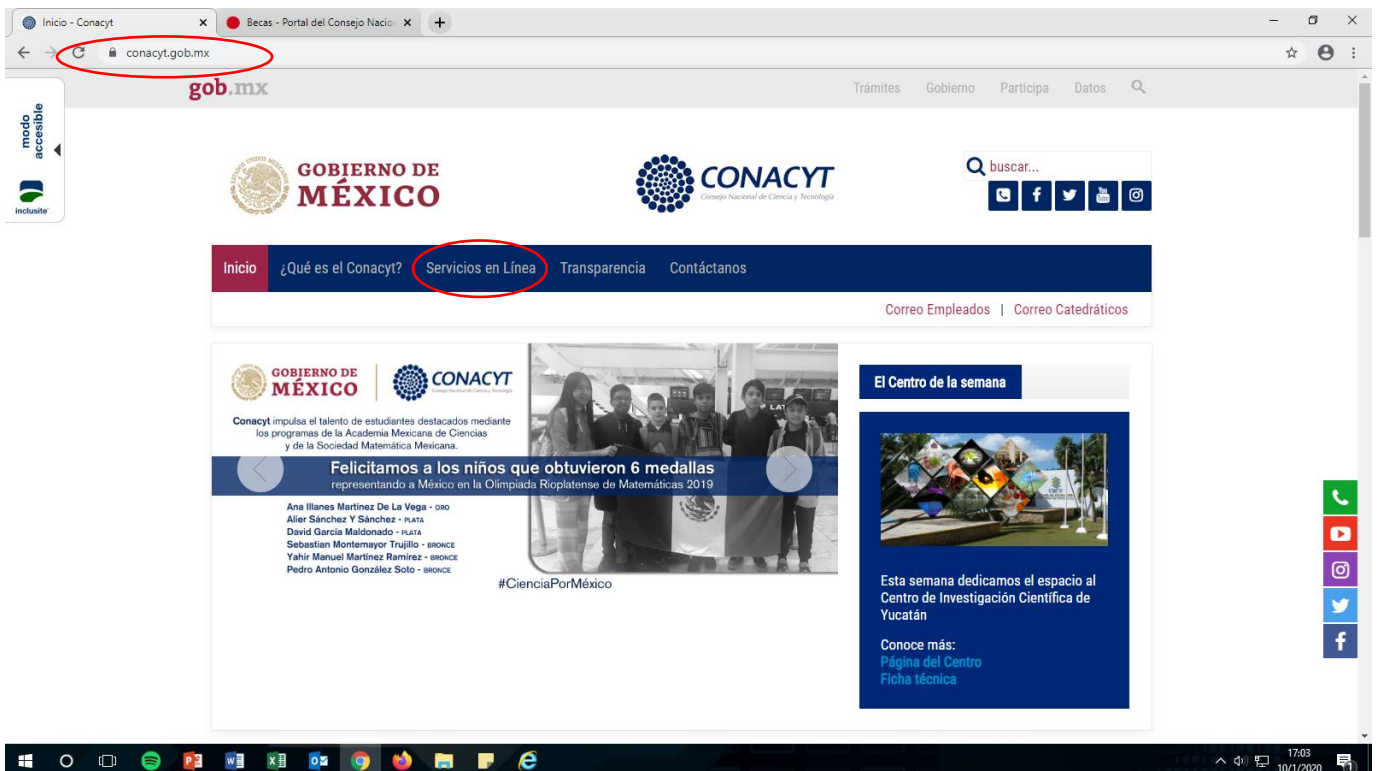 Inicio - Conacyt
Becas - Portal del Consejo Nacio
conacyt.gob.mx
modo accesible
inclusite
gob.mx
Trámites Gobierno Participa Datos
GOBIERNO DE
MÉXICO
CONACYT
Consejo Nacional de Ciencia y Tecnología
buscar...
Inicio ¿Qué es el Conacyt? Servicios en Línea Transparencia Contáctanos
Correo Empleados | Correo Catedráticos
GOBIERNO DE
MÉXICO
CONACYT
Consejo Nacional de Ciencia y Tecnología
Conacyt impulsa el talento de estudiantes destacados mediante
los programas de la Academia Mexicana de Ciencias
y de la Sociedad Matemática Mexicana.
Felicitamos a los niños que obtuvieron 6 medallas
representando a México en la Olimpiada Rioplatense de Matemáticas 2019
Ana Illanes Martínez De La Vega - ORO
Alier Sánchez Y Sánchez - PLATA
David García Maldonado - PLATA
Sebastian Montemayor Trujillo - BRONCE
Yahir Manuel Martínez Ramírez - BRONCE
Pedro Antonio González Soto - BRONCE
#CienciaPorMéxico
El Centro de la semana
Esta semana dedicamos el espacio al
Centro de Investigación Científica de
Yucatán
Conoce más:
Página del Centro
Ficha técnica
17:03
10/1/2020